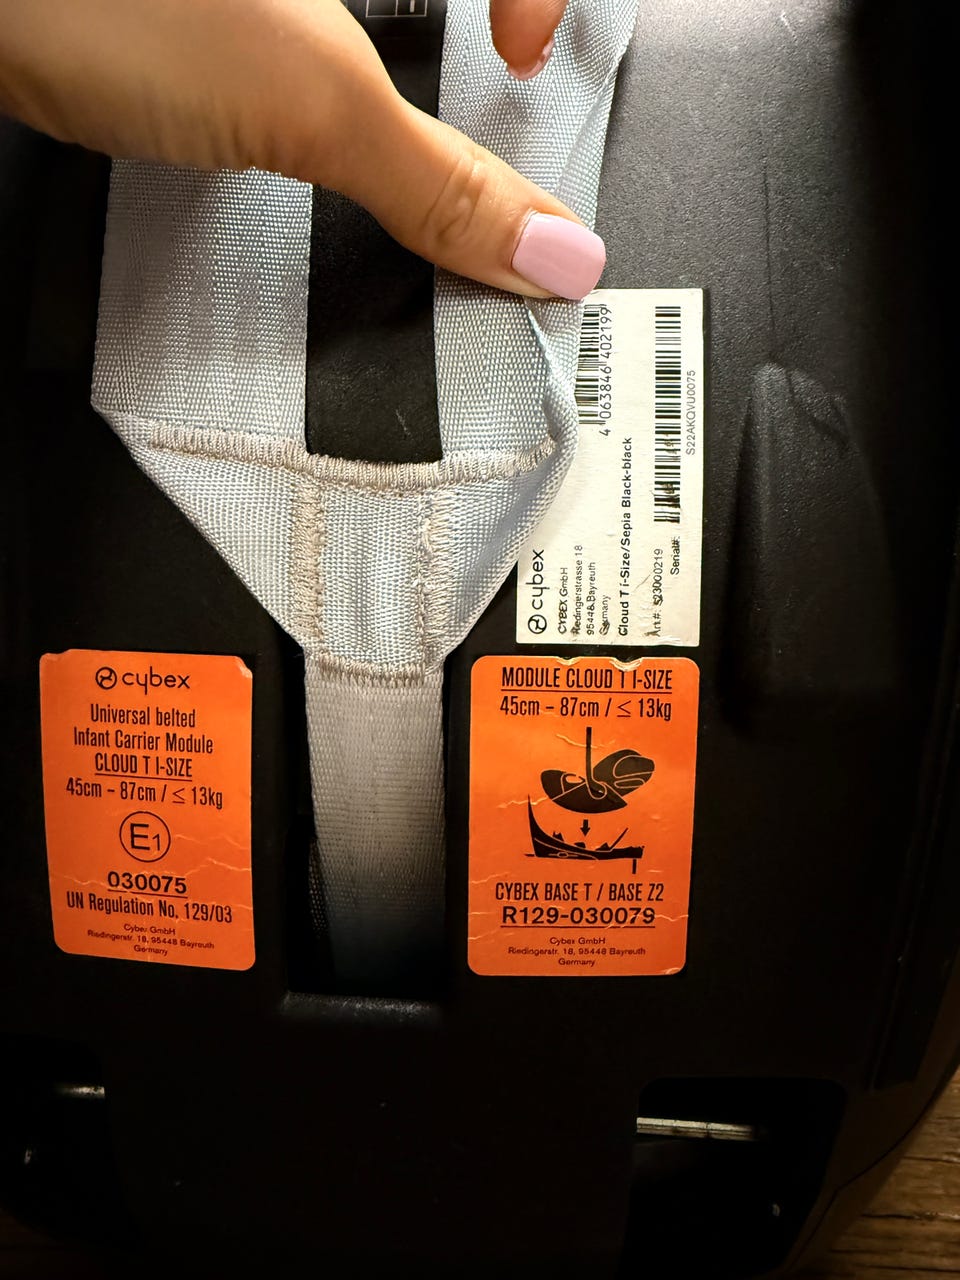 4 063846 402199
S22AKQVU0075
cybex
CYBEX GmbH
Riedingerstrasse 18
95448 Bayreuth
Germany
Cloud T i-Size/Sepia Black-black
Art#:
Serial#:
cybex
Universal belted
Infant Carrier Module
CLOUD T I-SIZE
45cm – 87cm / ≤ 13kg
E1
030075
UN Regulation No. 129/03
Cybex GmbH
Riedingerstr. 18, 95448 Bayreuth
Germany
MODULE CLOUD T I-SIZE
45cm – 87cm / ≤ 13kg
CYBEX BASE T / BASE Z2
R129-030079
Cybex GmbH
Riedingerstr. 18, 95448 Bayreuth
Germany